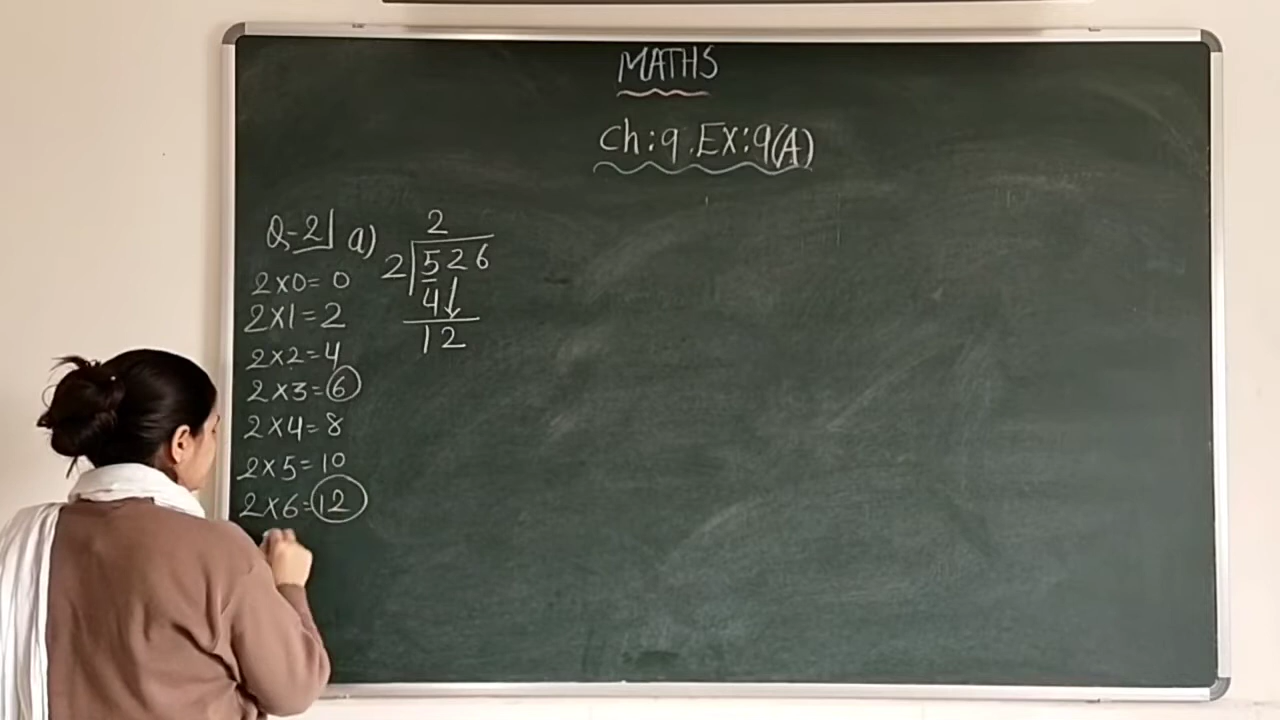 MATHS
Ch:9.EX:9(A)
Q-2| a)
2
2 526
4↓
12
2x0=0
2x1=2
2x2=4
2x3=6
2x4=8
2x5=10
2x6=12